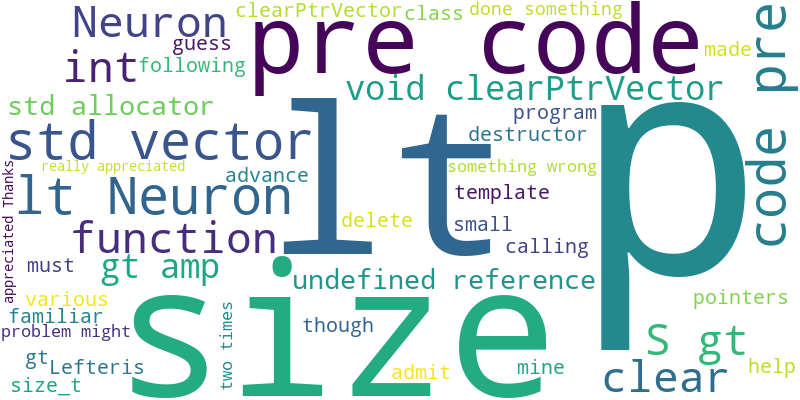 clearPtrVector
class
done something
Neuron
pre code
code pre
guess
made
int
following
void clearPtrVector
std allocator
lt
p
program
std vector
destructor
really appreciated
something wrong
advance
lt Neuron
template
appreciated Thanks
delete
small
function
calling
must
gt amp
undefined reference
various
size
pointers
familiar
two times
though
problem might
S gt
gt
Lefteris
admit
mine
help
size_t
clear